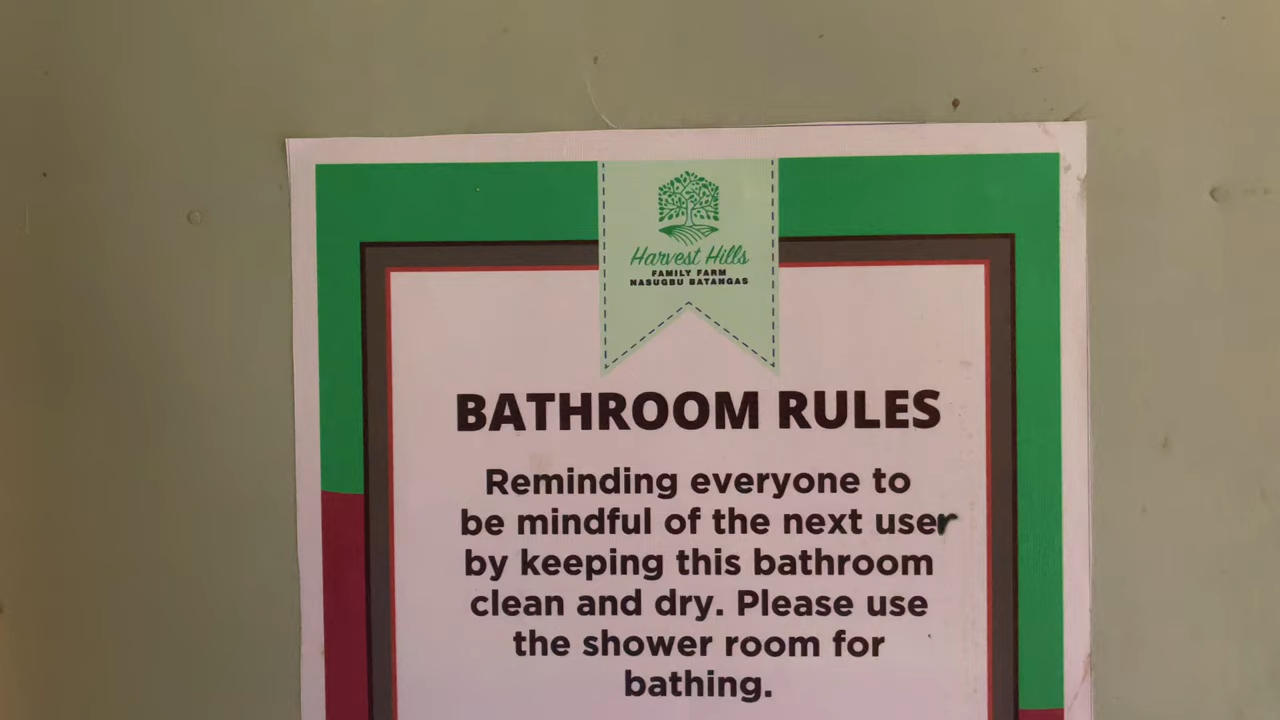 Harvest Hills
FAMILY FARM
NASUGBU BATANGAS
BATHROOM RULES
Reminding everyone to
be mindful of the next user
by keeping this bathroom
clean and dry. Please use
the shower room for
bathing.